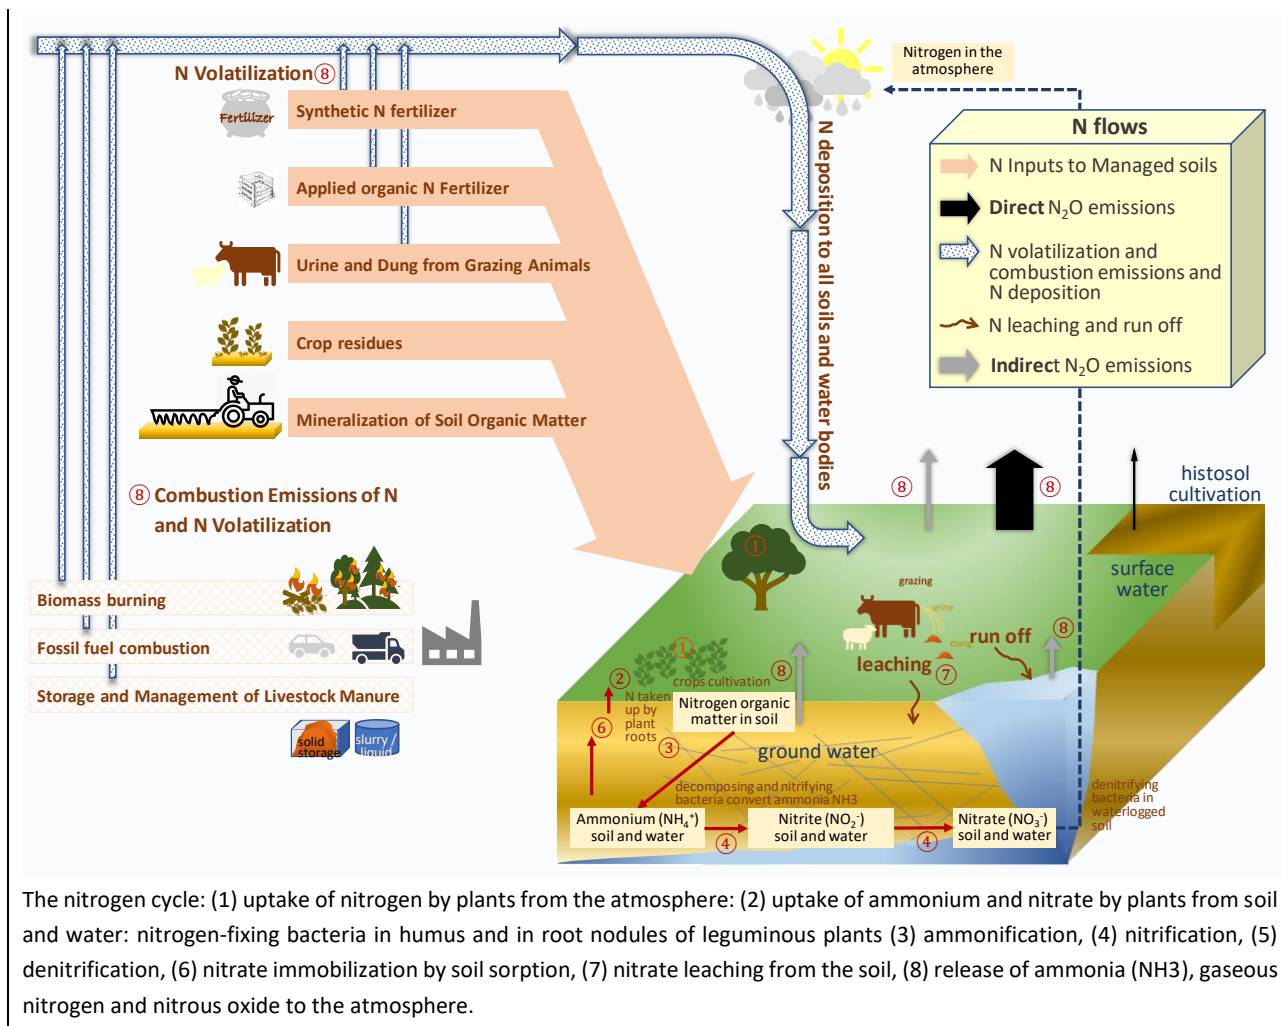 N Volatilization ⑧
Fertilizer
Synthetic N fertilizer
Applied organic N Fertilizer
Urine and Dung from Grazing Animals
Crop residues
Mineralization of Soil Organic Matter
⑧ Combustion Emissions of N
and N Volatilization
Biomass burning
Fossil fuel combustion
Storage and Management of Livestock Manure
solid
storage
slurry /
liquid
N deposition to all soils and water bodies
Nitrogen in the
atmosphere
N flows
N Inputs to Managed soils
Direct N₂O emissions
N volatilization and
combustion emissions and
N deposition
N leaching and run off
Indirect N₂O emissions
⑧
⑧
histosol
cultivation
surface
water
①
grazing
urine
dung
run off
⑧
leaching ⑦
①
crops cultivation
⑧
②
N taken
up by
plant
roots
⑥
③
Nitrogen organic
matter in soil
ground water
decomposing and nitrifying
bacteria convert ammonia NH3
denitrifying
bacteria in
waterlogged
soil
Ammonium (NH₄⁺)
soil and water
④
Nitrite (NO₂⁻)
soil and water
④
Nitrate (NO₃⁻)
soil and water
The nitrogen cycle: (1) uptake of nitrogen by plants from the atmosphere: (2) uptake of ammonium and nitrate by plants from soil
and water: nitrogen-fixing bacteria in humus and in root nodules of leguminous plants (3) ammonification, (4) nitrification, (5)
denitrification, (6) nitrate immobilization by soil sorption, (7) nitrate leaching from the soil, (8) release of ammonia (NH3), gaseous
nitrogen and nitrous oxide to the atmosphere.